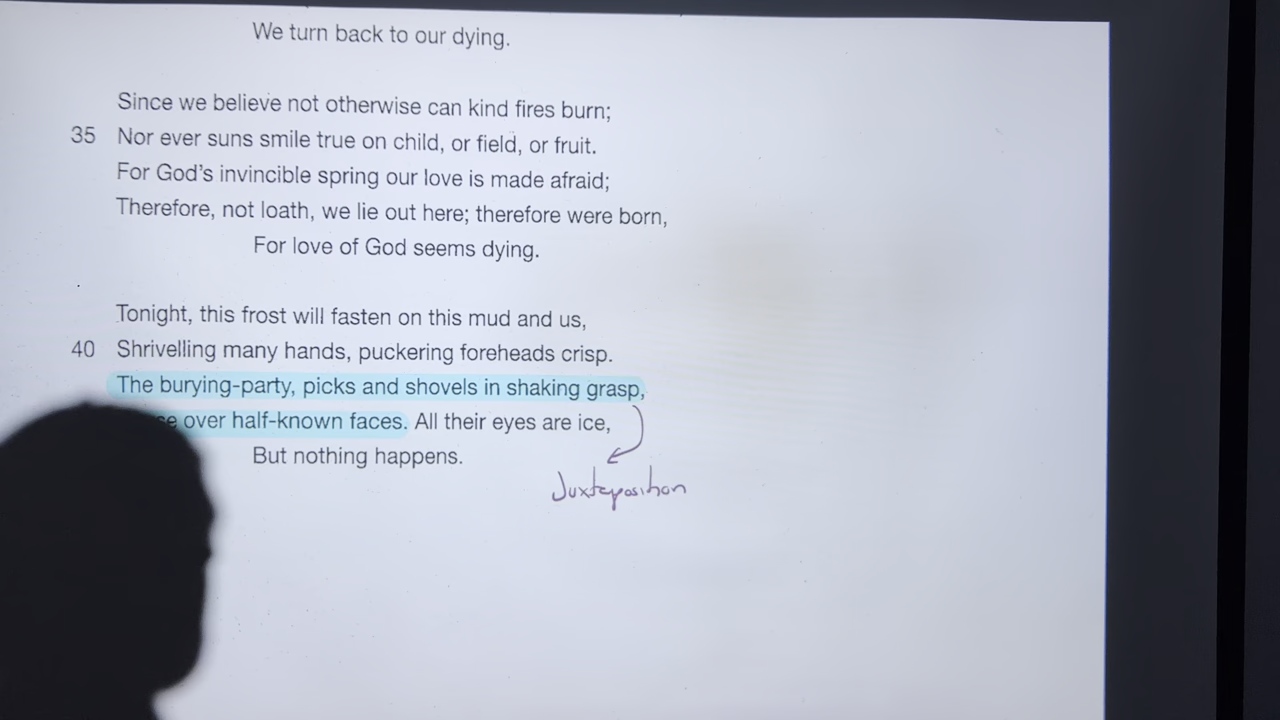 We turn back to our dying.
Since we believe not otherwise can kind fires burn;
35 Nor ever suns smile true on child, or field, or fruit.
For God's invincible spring our love is made afraid;
Therefore, not loath, we lie out here; therefore were born,
For love of God seems dying.
Tonight, this frost will fasten on this mud and us,
40 Shrivelling many hands, puckering foreheads crisp.
The burying-party, picks and shovels in shaking grasp,
over half-known faces. All their eyes are ice,
But nothing happens.
Juxtaposition